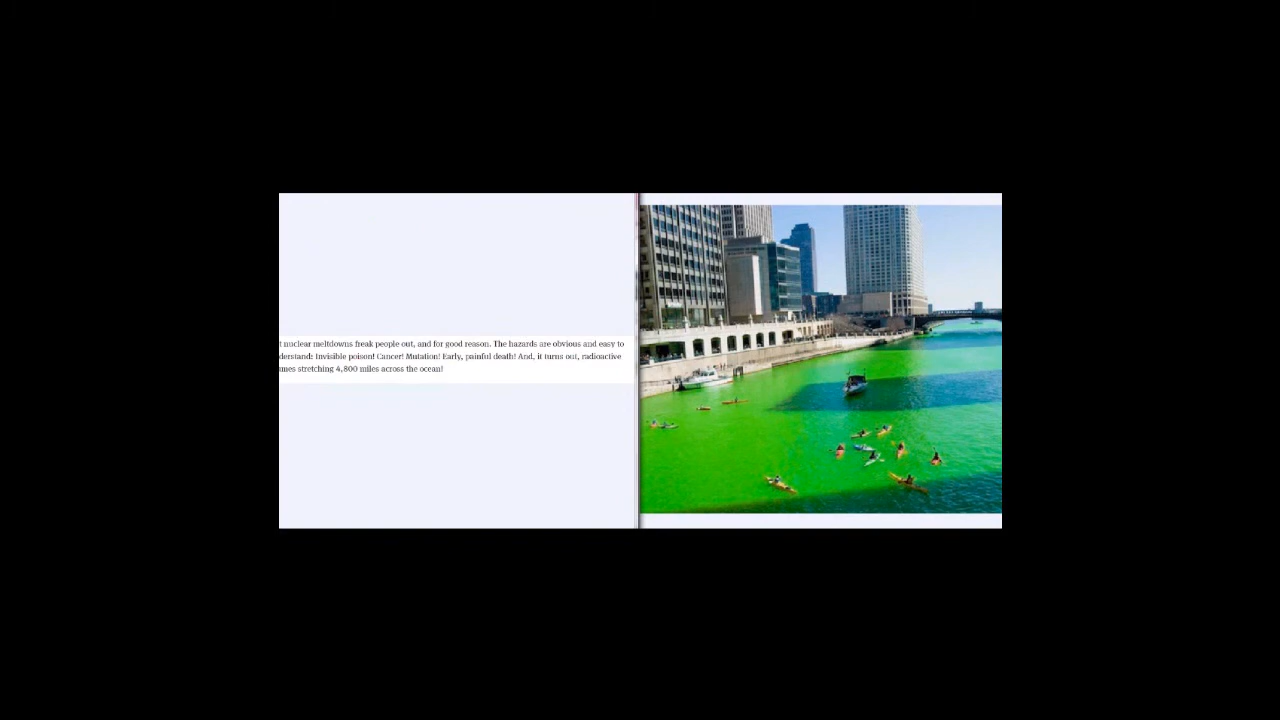 t nuclear meltdowns freak people out, and for good reason. The hazards are obvious and easy to
derstand: Invisible poison! Cancer! Mutation! Early, painful death! And, it turns out, radioactive
umes stretching 4,800 miles across the ocean!